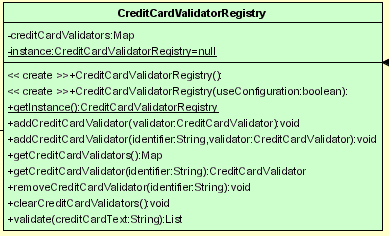 CreditCardValidatorRegistry
-creditCardValidators:Map
-instance:CreditCardValidatorRegistry=null
<< create >>+CreditCardValidatorRegistry():
<< create >>+CreditCardValidatorRegistry(useConfiguration:boolean):
+getInstance():CreditCardValidatorRegistry
+addCreditCardValidator(validator:CreditCardValidator):void
+addCreditCardValidator(identifier:String,validator:CreditCardValidator):void
+getCreditCardValidators():Map
+getCreditCardValidator(identifier:String):CreditCardValidator
+removeCreditCardValidator(identifier:String):void
+clearCreditCardValidators():void
+validate(creditCardText:String):List